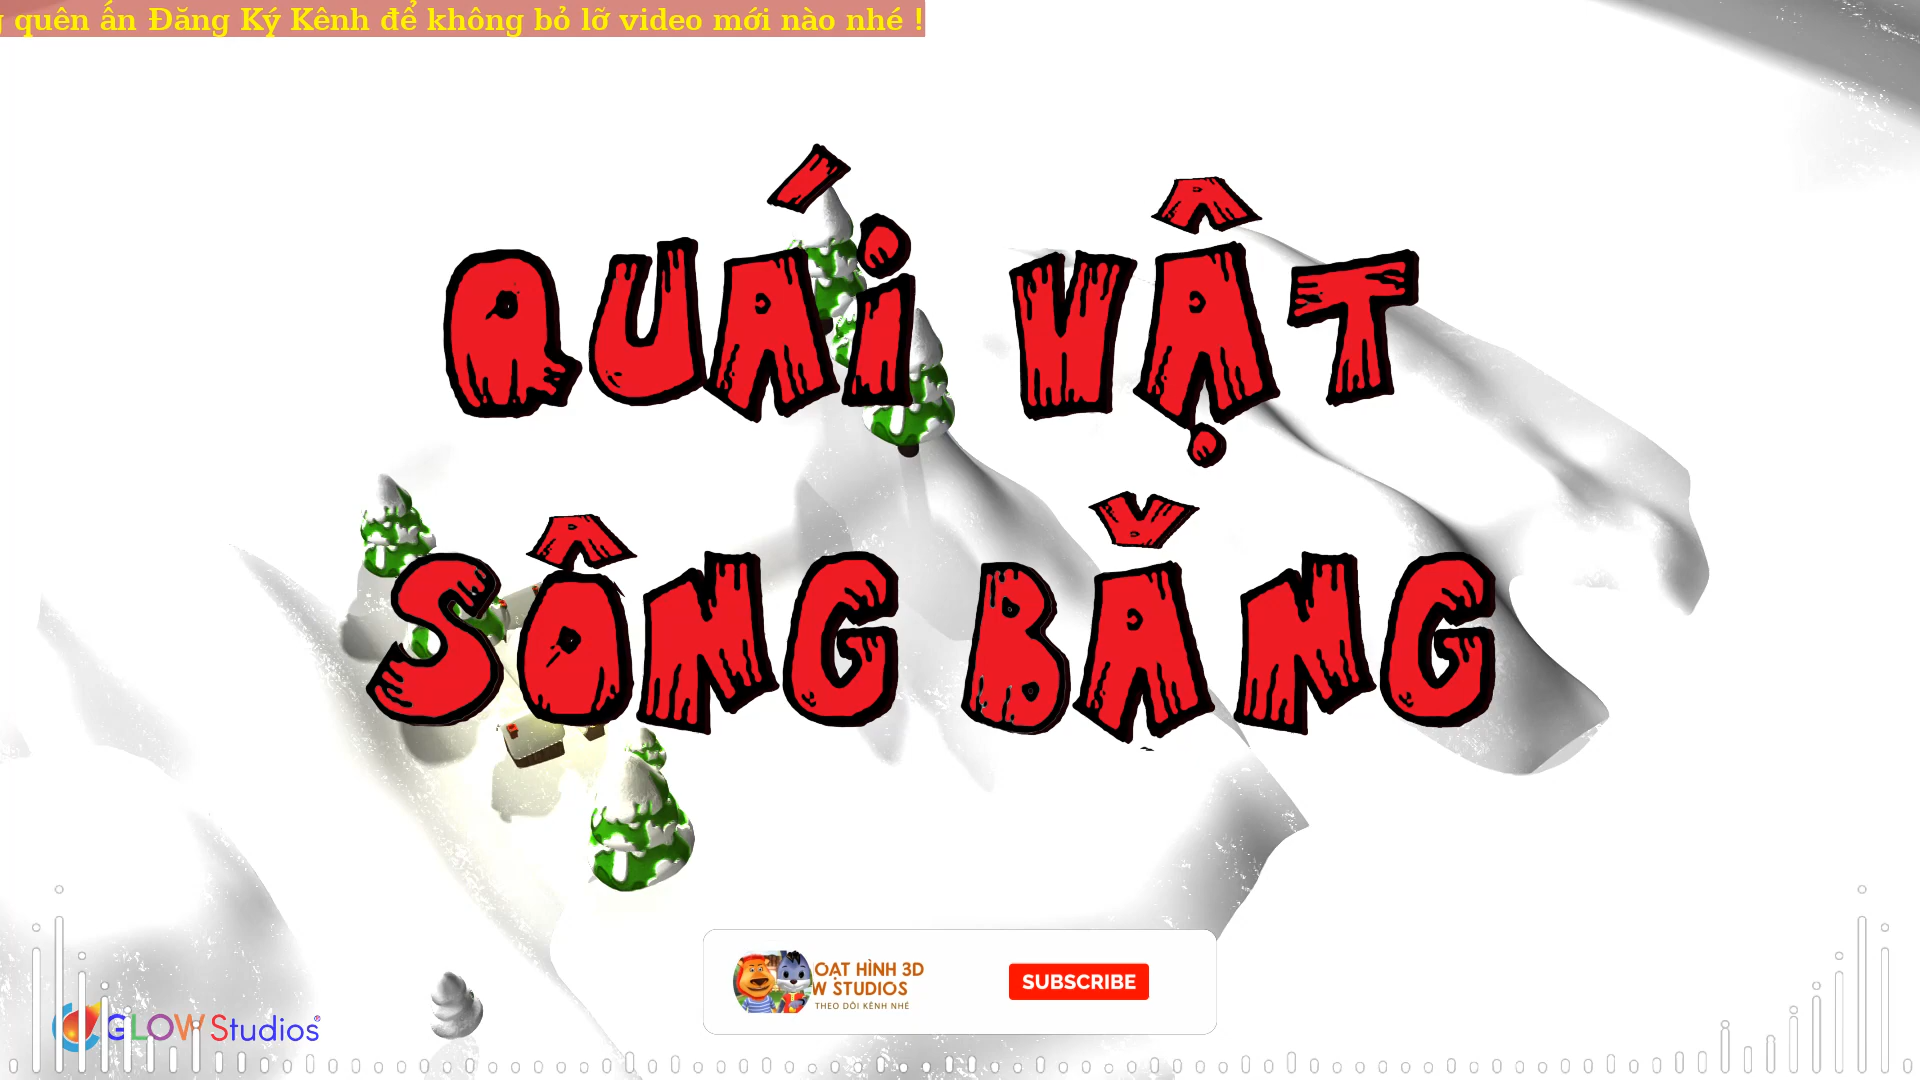 quên ấn Đăng Ký Kênh để không bỏ lỡ video mới nào nhé !
QUÁI VẬT
SÔNG BĂNG
OẠT HÌNH 3D
W STUDIOS
THEO DÕI KÊNH NHÉ
SUBSCRIBE
GLOW Studios